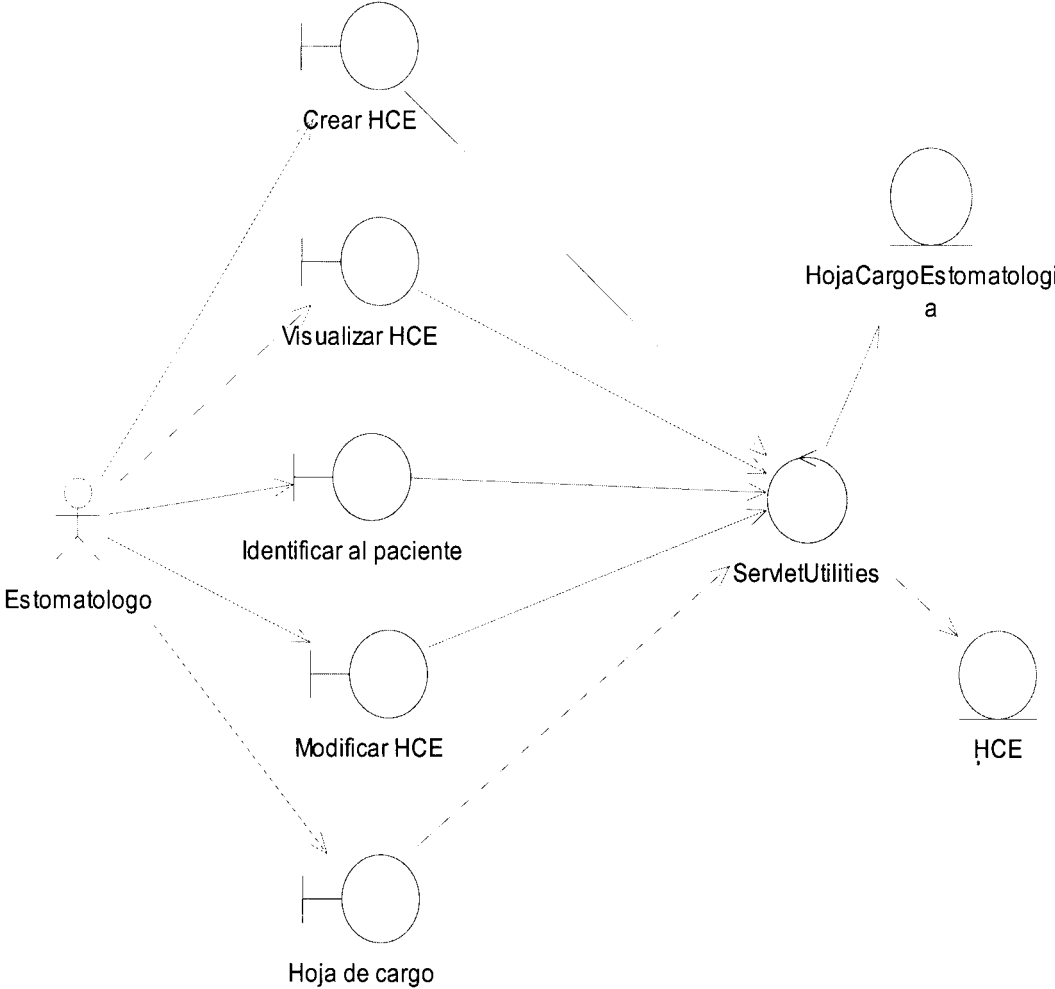 Crear HCE
HojaCargoEstomatologi
a
Visualizar HCE
Identificar al paciente
ServletUtilities
Estomatologo
Modificar HCE
HCE
Hoja de cargo